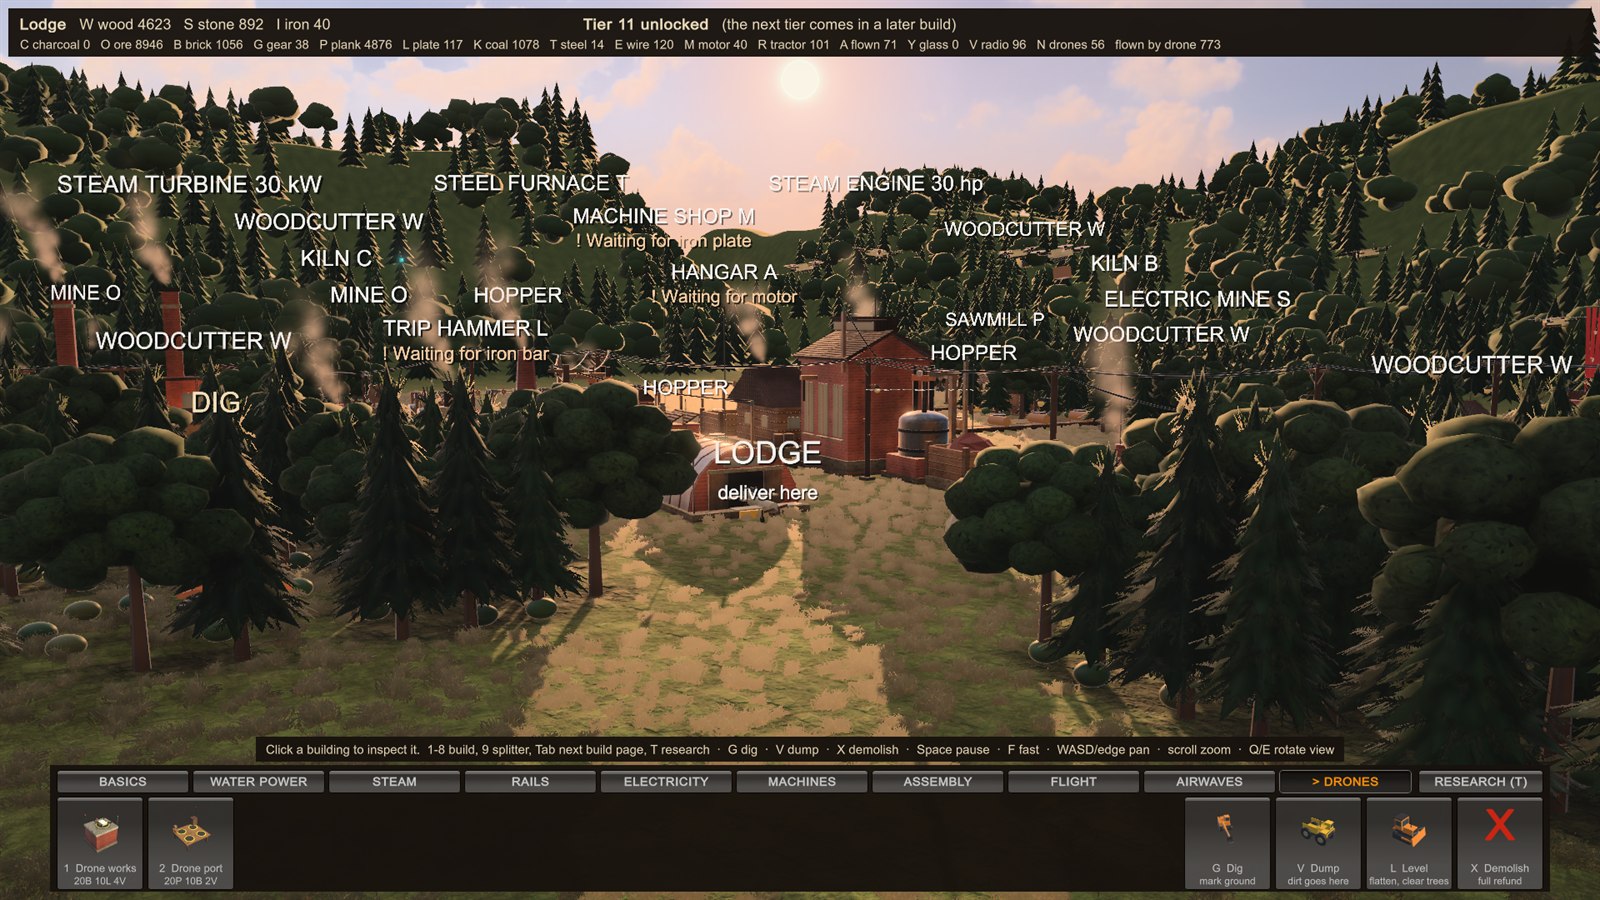 Lodge W wood 4623 S stone 892 I iron 40
Tier 11 unlocked (the next tier comes in a later build)
C charcoal 0 O ore 8946 B brick 1056 G gear 38 P plank 4876 L plate 117 K coal 1078 T steel 14 E wire 120 M motor 40 R tractor 101 A flown 71 Y glass 0 V radio 96 N drones 56 flown by drone 773
STEAM TURBINE 30 kW
STEEL FURNACE T
STEAM ENGINE 30 hp
WOODCUTTER W
MACHINE SHOP M
! Waiting for iron plate
WOODCUTTER W
KILN C
HANGAR A
! Waiting for motor
KILN B
MINE O
MINE O
HOPPER
ELECTRIC MINE S
WOODCUTTER W
TRIP HAMMER L
! Waiting for iron bar
SAWMILL P
WOODCUTTER W
HOPPER
WOODCUTTER W
HOPPER
DIG
LODGE
deliver here
Click a building to inspect it. 1-8 build, 9 splitter, Tab next build page, T research · G dig · V dump · X demolish · Space pause · F fast · WASD/edge pan · scroll zoom · Q/E rotate view
BASICS WATER POWER STEAM RAILS ELECTRICITY MACHINES ASSEMBLY FLIGHT AIRWAVES > DRONES RESEARCH (T)
1 Drone works
20B 10L 4V
2 Drone port
20P 10B 2V
G Dig
mark ground
V Dump
dirt goes here
L Level
flatten, clear trees
X Demolish
full refund